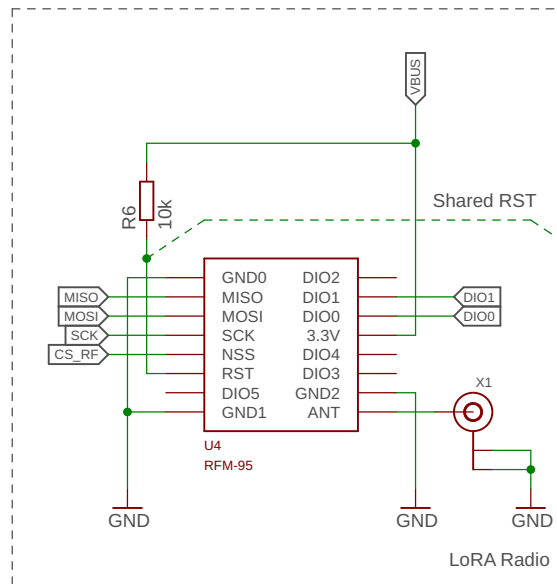 VBUS
Shared RST
R6
10k
GND0
DIO2
MISO
MISO
DIO1
DIO1
MOSI
MOSI
DIO0
DIO0
SCK
SCK
3.3V
CS_RF
NSS
DIO4
RST
DIO3
DIO5
GND2
GND1
ANT
X1
U4
RFM-95
GND
GND
GND
LoRA Radio